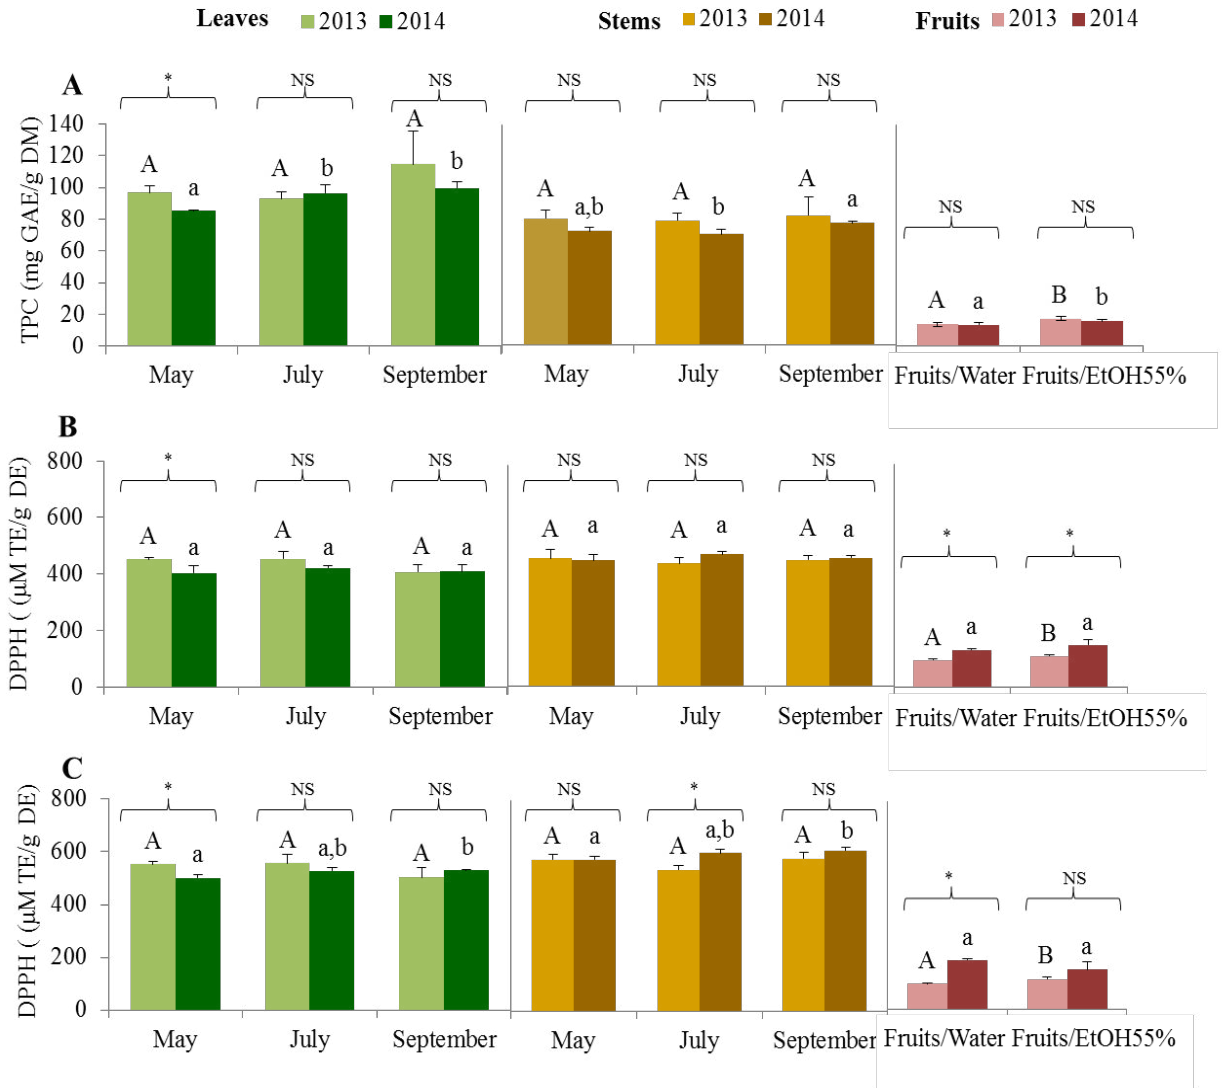 Leaves 2013 2014 Stems 2013 2014 Fruits 2013 2014
A
* NS NS NS NS NS
NS NS
TPC (mg GAE/g DM)
140
120
100
80
60
40
20
0
A a A b A b A a,b A b A a A a B b
May July September May July September Fruits/Water Fruits/EtOH55%
B
* NS NS NS NS NS
* *
DPPH ( (µM TE/g DE)
800
600
400
200
0
A a A a A a A a A a A a A a B a
May July September May July September Fruits/Water Fruits/EtOH55%
C
* NS NS NS * NS
* NS
DPPH ( (µM TE/g DE)
800
600
400
200
0
A a A a,b A b A a A a,b A b A a B a
May July September May July September Fruits/Water Fruits/EtOH55%